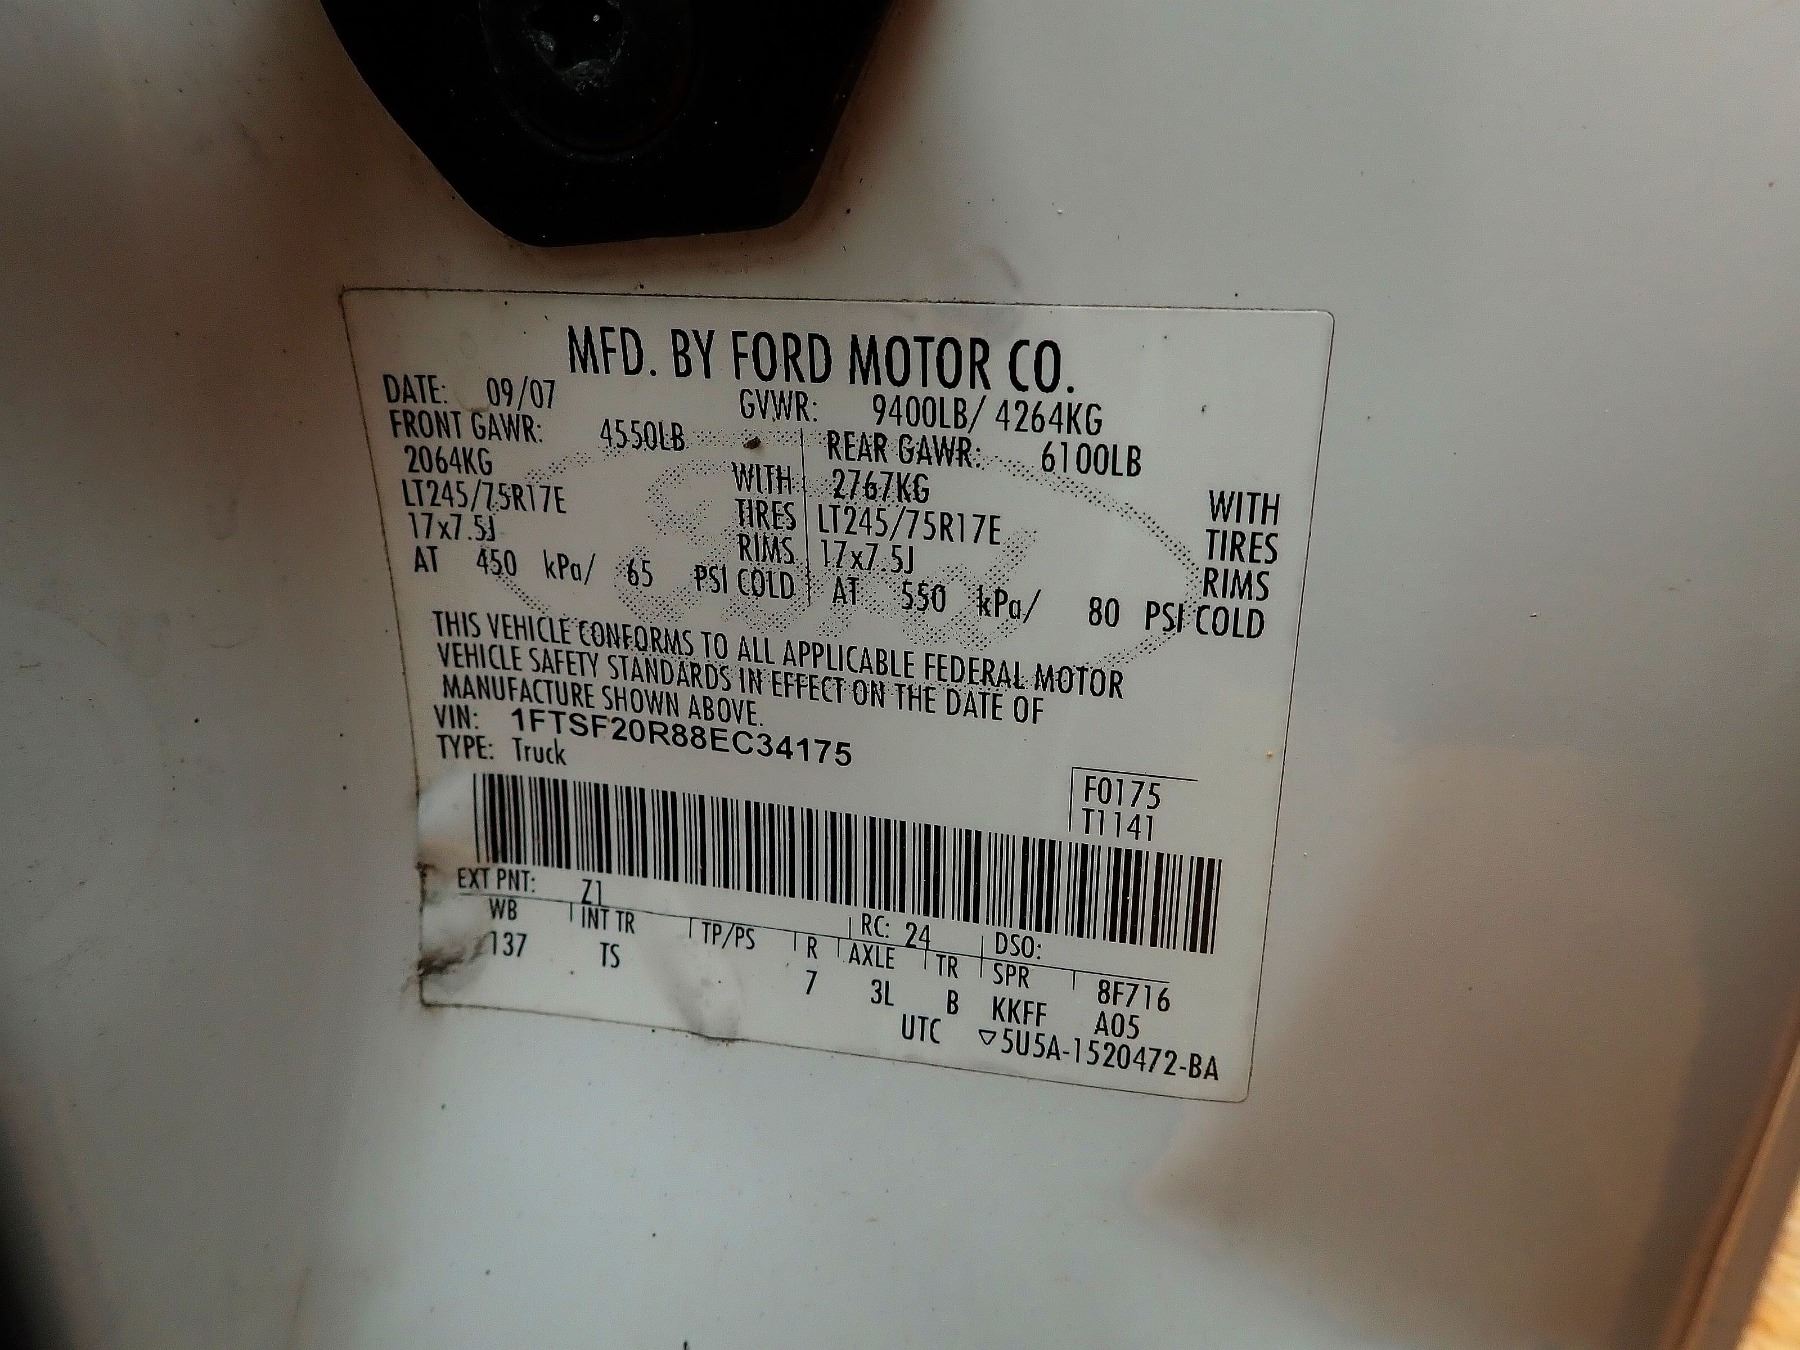 MFD. BY FORD MOTOR CO.
DATE: 09/07 GVWR: 9400LB/ 4264KG
FRONT GAWR: 4550LB REAR GAWR: 6100LB
2064KG WITH 2767KG WITH
LT245/75R17E TIRES LT245/75R17E TIRES
17x7.5J RIMS 17x7.5J RIMS
AT 450 kPa/ 65 PSI COLD AT 550 kPa/ 80 PSI COLD
THIS VEHICLE CONFORMS TO ALL APPLICABLE FEDERAL MOTOR
VEHICLE SAFETY STANDARDS IN EFFECT ON THE DATE OF
MANUFACTURE SHOWN ABOVE.
VIN: 1FTSF20R88EC34175
TYPE: Truck
F0175
T1141
EXT PNT: Z1 RC: 24 DSO:
WB INT TR TP/PS R AXLE TR SPR 8F716
137 TS 7 3L B KKFF A05
UTC ▽5U5A-1520472-BA